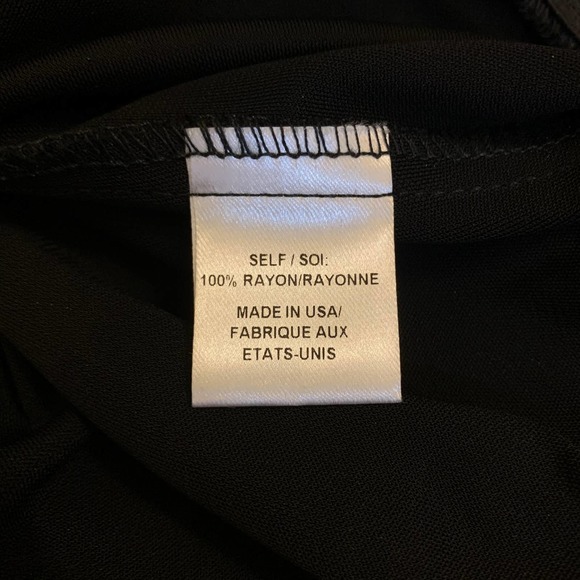 SELF / SOI:
100% RAYON/RAYONNE
MADE IN USA/
FABRIQUE AUX
ETATS-UNIS